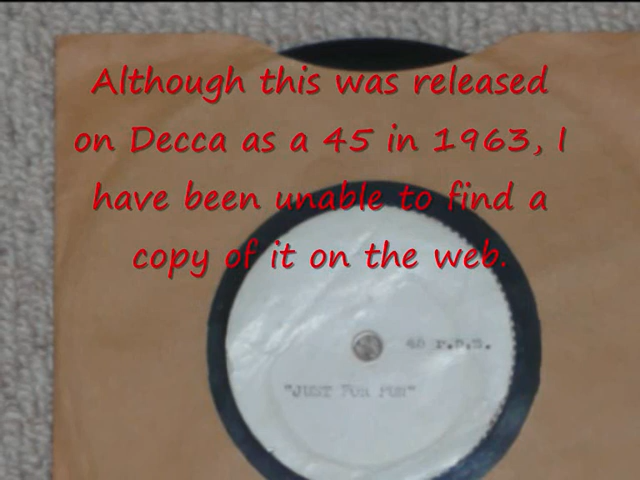 Although this was released
on Decca as a 45 in 1963, I
have been unable to find a
copy of it on the web.
45 r.p.m.
"JUST FOR FUN"